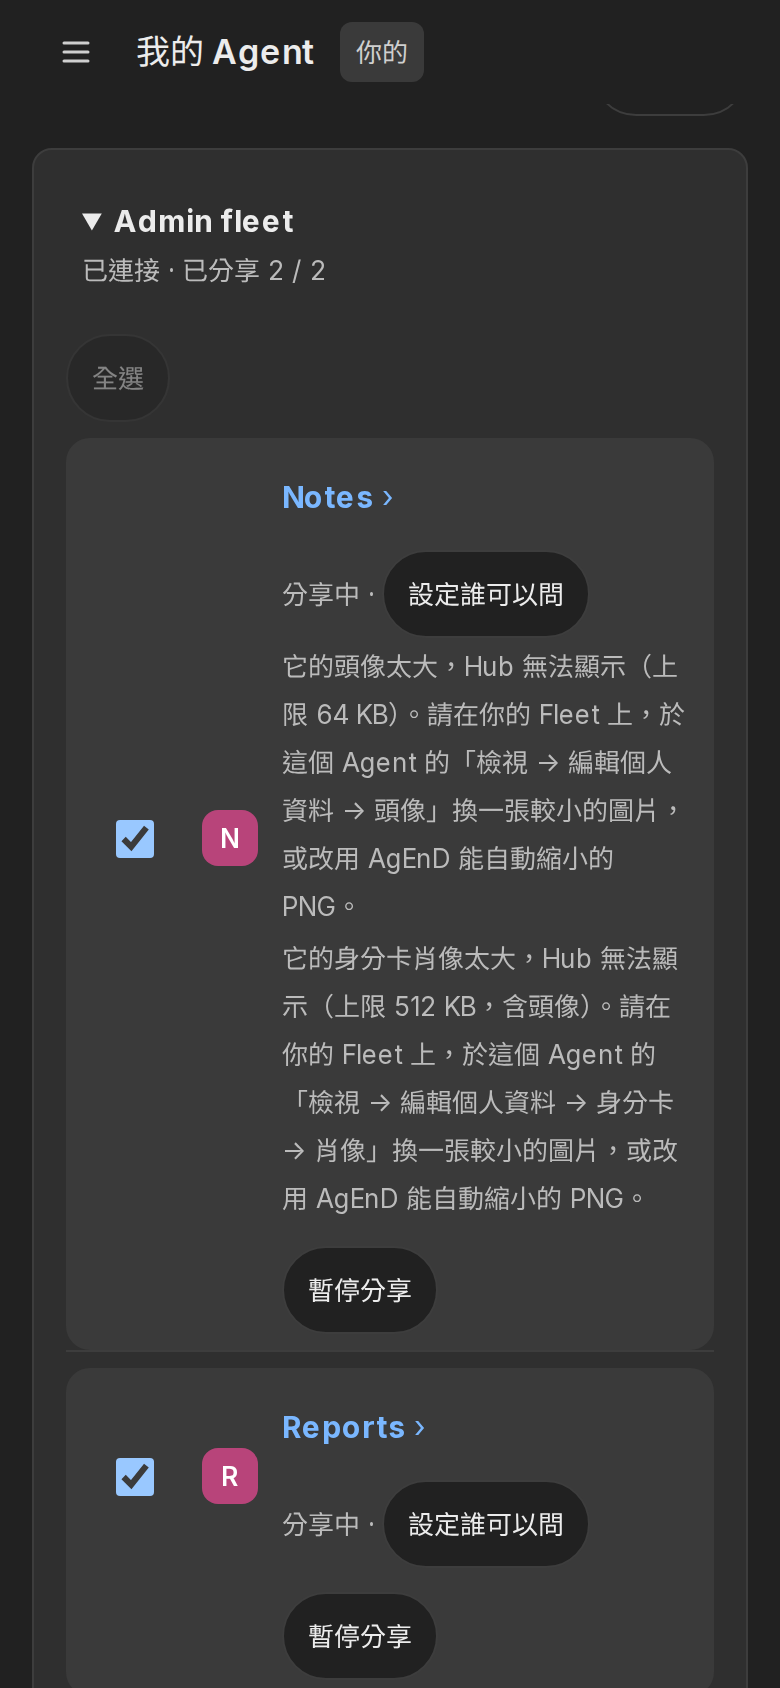 我的 Agent 你的
▼ Admin fleet
已連接 · 已分享 2 / 2
全選
Notes ›
分享中 · 設定誰可以問
它的頭像太大，Hub 無法顯示（上
限 64 KB）。請在你的 Fleet 上，於
這個 Agent 的「檢視 → 編輯個人
資料 → 頭像」換一張較小的圖片，
或改用 AgEnD 能自動縮小的
PNG。
它的身分卡肖像太大，Hub 無法顯
示（上限 512 KB，含頭像）。請在
你的 Fleet 上，於這個 Agent 的
「檢視 → 編輯個人資料 → 身分卡
→ 肖像」換一張較小的圖片，或改
用 AgEnD 能自動縮小的 PNG。
N
暫停分享
Reports ›
R
分享中 · 設定誰可以問
暫停分享